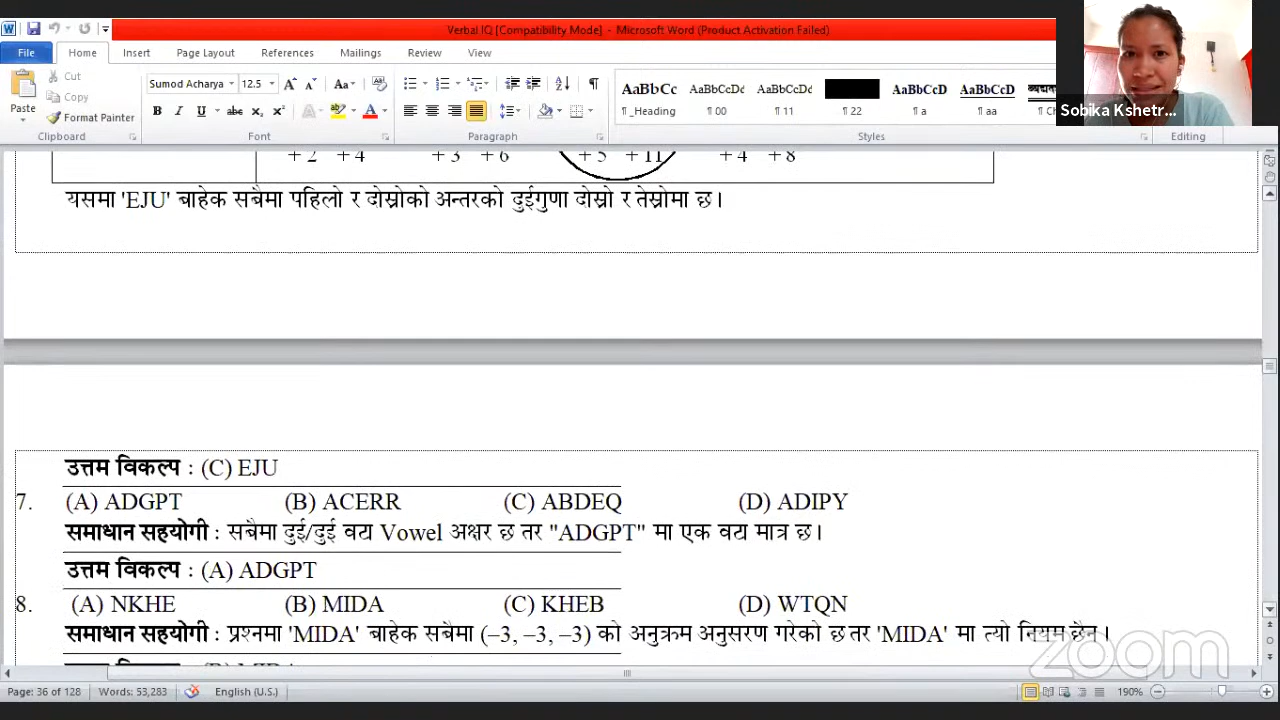 Verbal IQ [Compatibility Mode] - Microsoft Word (Product Activation Failed)
File Home Insert Page Layout References Mailings Review View
Sobika Kshetr...
Cut
Copy
Format Painter
Paste
Clipboard
Sumod Acharya 12.5
Font
Paragraph
AaBbCc AaBbCcDc AaBbCcDc AaBbCcD AaBbCcD
¶_Heading ¶ 00 ¶ 11 ¶ 22 ¶ a ¶ aa
Styles
Editing
+ 2 + 4 + 3 + 6 + 5 + 11 + 4 + 8
यसमा 'EJU' बाहेक सबैमा पहिलो र दोस्रोको अन्तरको दुईगुणा दोस्रो र तेस्रोमा छ।
उत्तम विकल्प : (C) EJU
7. (A) ADGPT (B) ACERR (C) ABDEQ (D) ADIPY
समाधान सहयोगी : सबैमा दुई/दुई वटा Vowel अक्षर छ तर "ADGPT" मा एक वटा मात्र छ।
उत्तम विकल्प : (A) ADGPT
8. (A) NKHE (B) MIDA (C) KHEB (D) WTQN
समाधान सहयोगी : प्रश्नमा 'MIDA' बाहेक सबैमा (–3, –3, –3) को अनुक्रम अनुसरण गरेको छ तर 'MIDA' मा त्यो नियम छैन।
zoom
Page: 36 of 128 Words: 53,283 English (U.S.) 190%